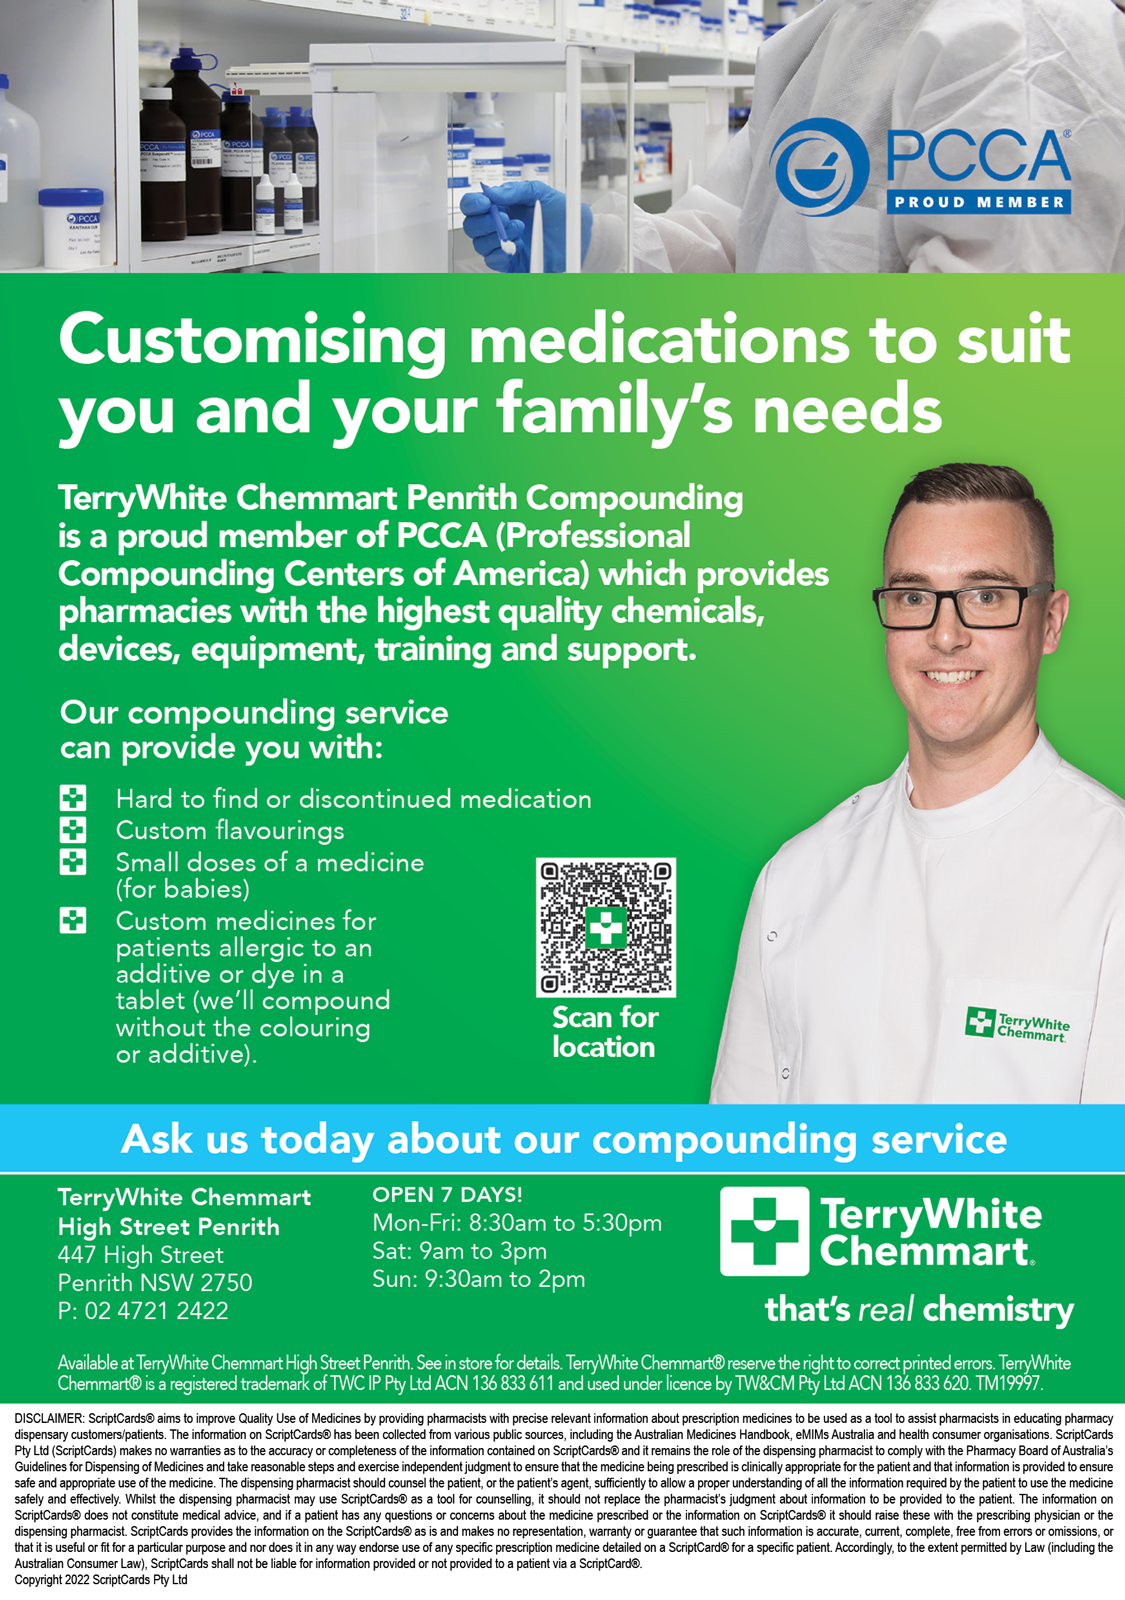 PCCA®
PROUD MEMBER
PCCA
PCCA
PCCA
XANTHAN GUM
Customising medications to suit
you and your family's needs
TerryWhite Chemmart Penrith Compounding
is a proud member of PCCA (Professional
Compounding Centers of America) which provides
pharmacies with the highest quality chemicals,
devices, equipment, training and support.
Our compounding service
can provide you with:
Hard to find or discontinued medication
Custom flavourings
Small doses of a medicine
(for babies)
Custom medicines for
patients allergic to an
additive or dye in a
tablet (we'll compound
without the colouring
or additive).
Scan for
location
TerryWhite
Chemmart
Ask us today about our compounding service
TerryWhite Chemmart
High Street Penrith
447 High Street
Penrith NSW 2750
P: 02 4721 2422
OPEN 7 DAYS!
Mon-Fri: 8:30am to 5:30pm
Sat: 9am to 3pm
Sun: 9:30am to 2pm
TerryWhite
Chemmart®
that's real chemistry
Available at TerryWhite Chemmart High Street Penrith. See in store for details. TerryWhite Chemmart® reserve the right to correct printed errors. TerryWhite
Chemmart® is a registered trademark of TWC IP Pty Ltd ACN 136 833 611 and used under licence by TW&CM Pty Ltd ACN 136 833 620. TM19997.
DISCLAIMER: ScriptCards® aims to improve Quality Use of Medicines by providing pharmacists with precise relevant information about prescription medicines to be used as a tool to assist pharmacists in educating pharmacy
dispensary customers/patients. The information on ScriptCards® has been collected from various public sources, including the Australian Medicines Handbook, eMIMs Australia and health consumer organisations. ScriptCards
Pty Ltd (ScriptCards) makes no warranties as to the accuracy or completeness of the information contained on ScriptCards® and it remains the role of the dispensing pharmacist to comply with the Pharmacy Board of Australia's
Guidelines for Dispensing of Medicines and take reasonable steps and exercise independent judgment to ensure that the medicine being prescribed is clinically appropriate for the patient and that information is provided to ensure
safe and appropriate use of the medicine. The dispensing pharmacist should counsel the patient, or the patient's agent, sufficiently to allow a proper understanding of all the information required by the patient to use the medicine
safely and effectively. Whilst the dispensing pharmacist may use ScriptCards® as a tool for counselling, it should not replace the pharmacist's judgment about information to be provided to the patient. The information on
ScriptCards® does not constitute medical advice, and if a patient has any questions or concerns about the medicine prescribed or the information on ScriptCards® it should raise these with the prescribing physician or the
dispensing pharmacist. ScriptCards provides the information on the ScriptCards® as is and makes no representation, warranty or guarantee that such information is accurate, current, complete, free from errors or omissions, or
that it is useful or fit for a particular purpose and nor does it in any way endorse use of any specific prescription medicine detailed on a ScriptCard® for a specific patient. Accordingly, to the extent permitted by Law (including the
Australian Consumer Law), ScriptCards shall not be liable for information provided or not provided to a patient via a ScriptCard®.
Copyright 2022 ScriptCards Pty Ltd